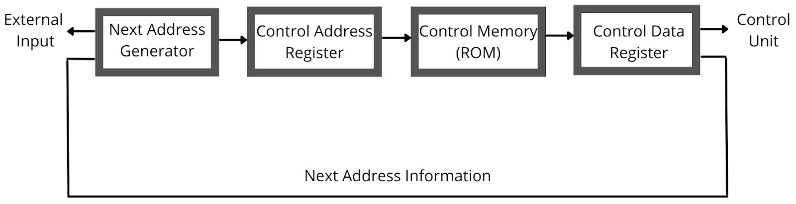 External
Input
Next Address
Generator
Control Address
Register
Control Memory
(ROM)
Control Data
Register
Control
Unit
Next Address Information